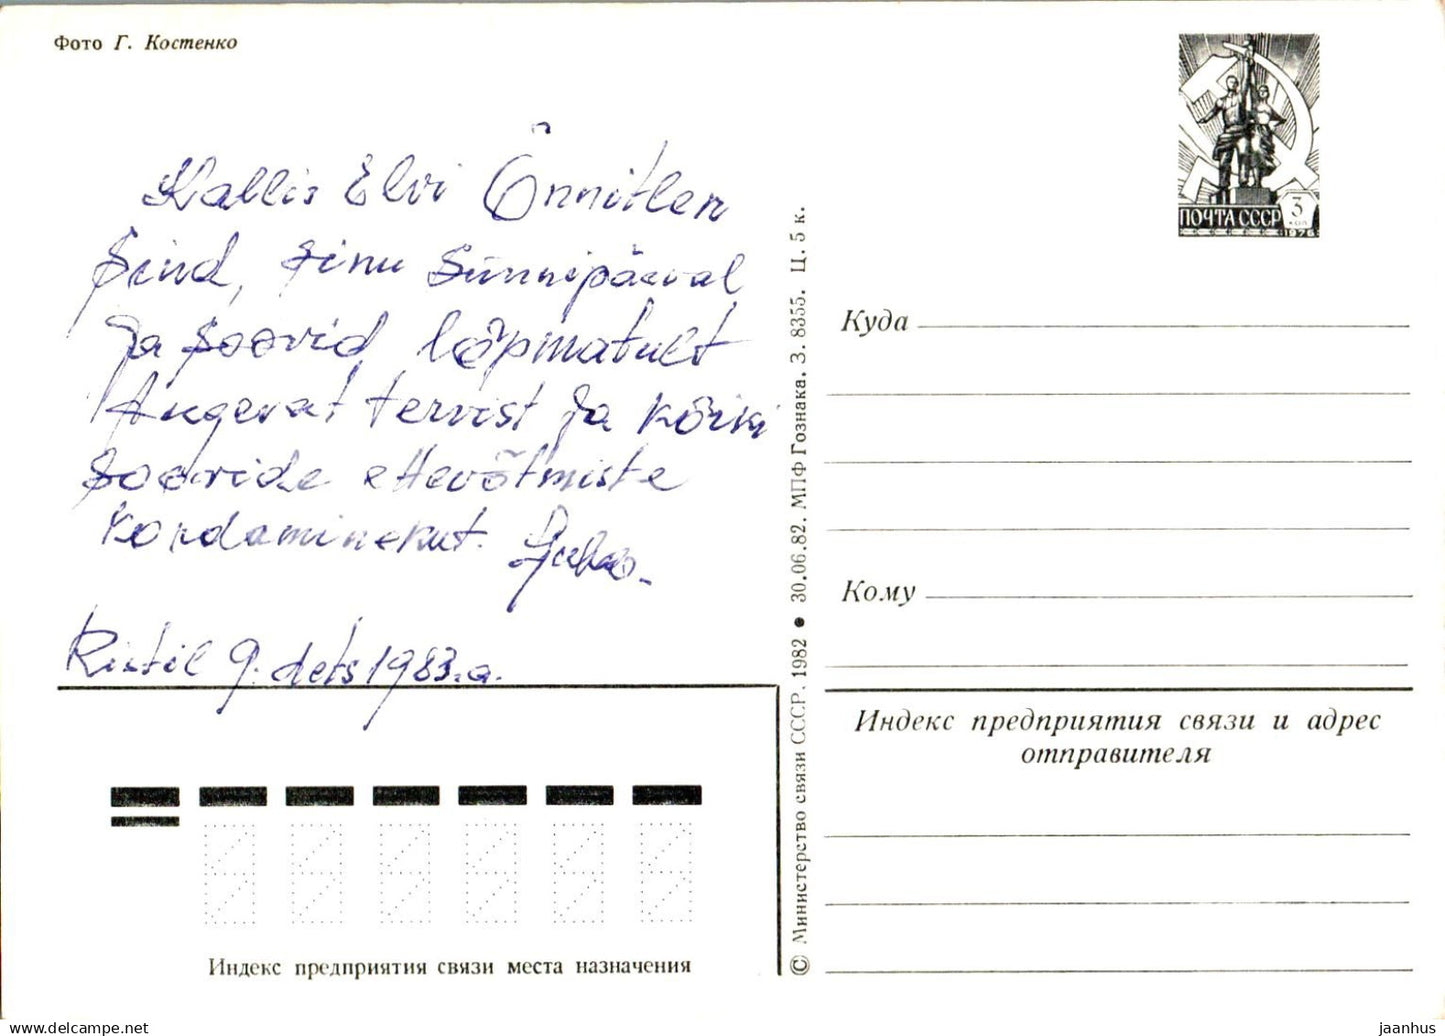 Фото Г. Костенко
Kallis Elvi Õnnitlen
Sind, sinu Sünnipäeval
Ja Soovid lõpmatult
Tugevat tervist Ja Kõiki
Soovide ettevõtmiste
Kordaminekut.
Ristil 9. dets 1983.a.
ПОЧТА СССР 3 коп
1976
Куда
Кому
Индекс предприятия связи и адрес
отправителя
© Министерство связи СССР. 1982 ● 30.06.82. МПФ Гознака. З. 8355. Ц. 5 к.
Индекс предприятия связи места назначения
jaanhus
www.delcampe.net